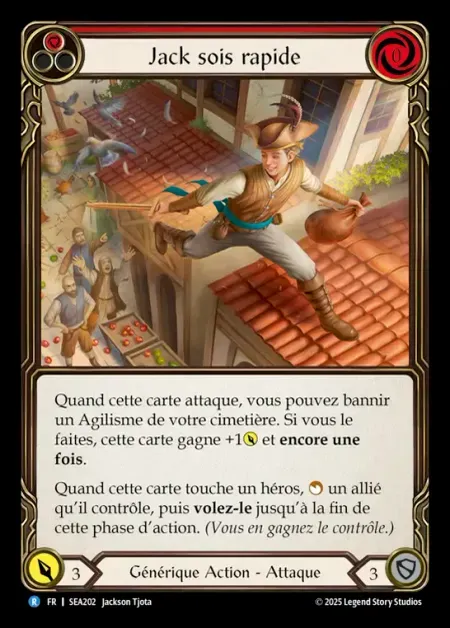 Jack sois rapide
0
Quand cette carte attaque, vous pouvez bannir
un Agilisme de votre cimetière. Si vous le
faites, cette carte gagne +1 et encore une
fois.
Quand cette carte touche un héros, un allié
qu'il contrôle, puis volez-le jusqu'à la fin de
cette phase d'action. (Vous en gagnez le contrôle.)
3 Générique Action - Attaque 3
R FR | SEA202 Jackson Tjota © 2025 Legend Story Studios